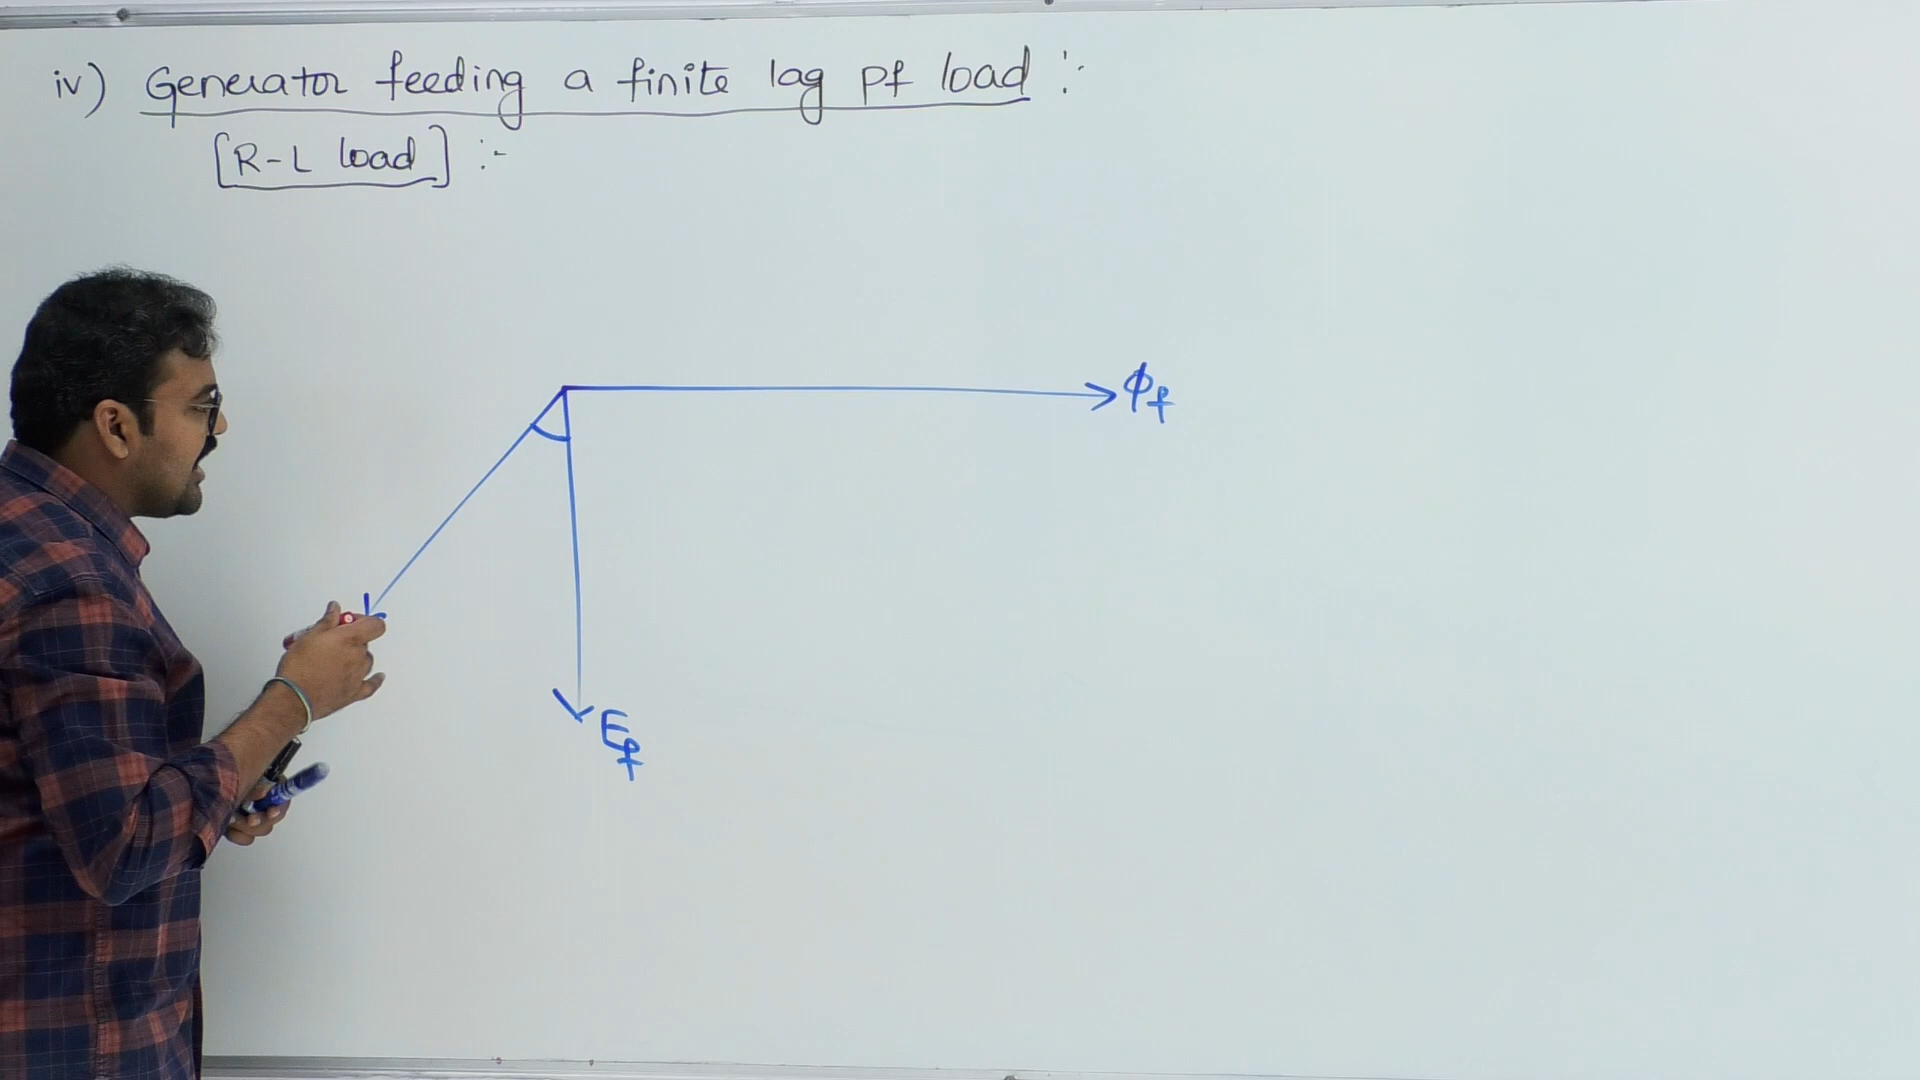 iv) Generator feeding a finite lag pf load :-
[R-L load] :-
ϕf
Ef